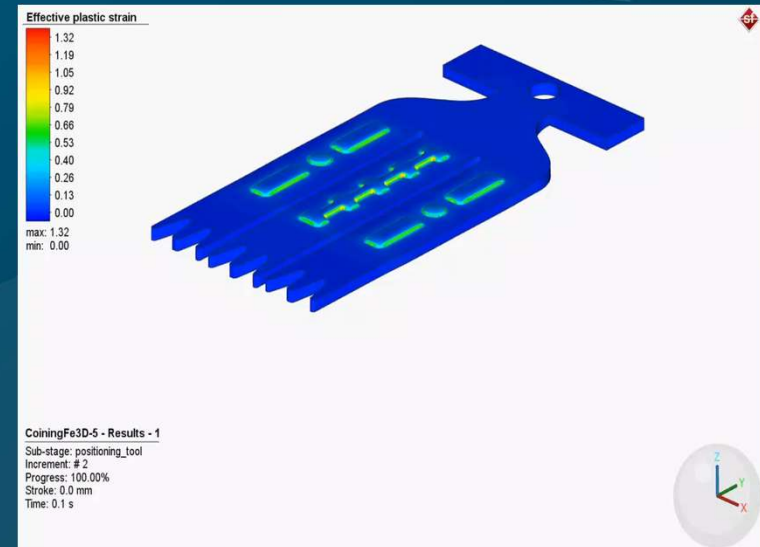 Effective plastic strain
sf
1.32
1.19
1.05
0.92
0.79
0.66
0.53
0.40
0.26
0.13
0.00
max: 1.32
min: 0.00
CoiningFe3D-5 - Results - 1
Sub-stage: positioning_tool
Increment: # 2
Progress: 100.00%
Stroke: 0.0 mm
Time: 0.1 s
Z
Y
X